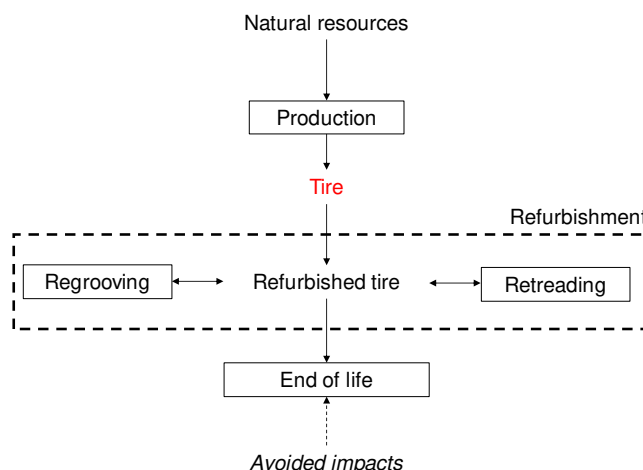 Natural resources
Production
Tire
Refurbishment
Regrooving
Refurbished tire
Retreading
End of life
Avoided impacts